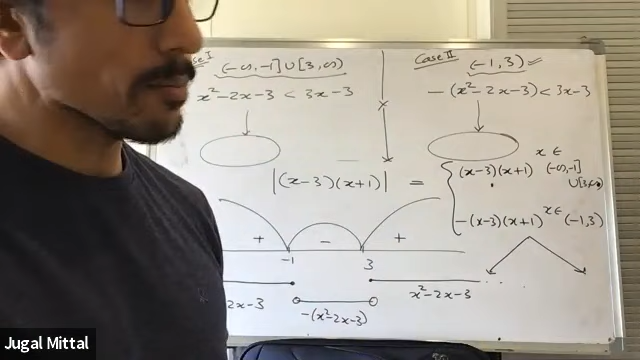 Case I
(-∞,-1]∪[3,∞)
x²-2x-3 < 3x-3
Case II
(-1,3)
-(x²-2x-3) < 3x-3
|(x-3)(x+1)| =
(x-3)(x+1)
x ∈
(-∞,-1]
∪[3,∞)
-(x-3)(x+1)
x ∈ (-1,3)
+ - +
-1 3
2x-3
-(x²-2x-3)
x²-2x-3
Jugal Mittal